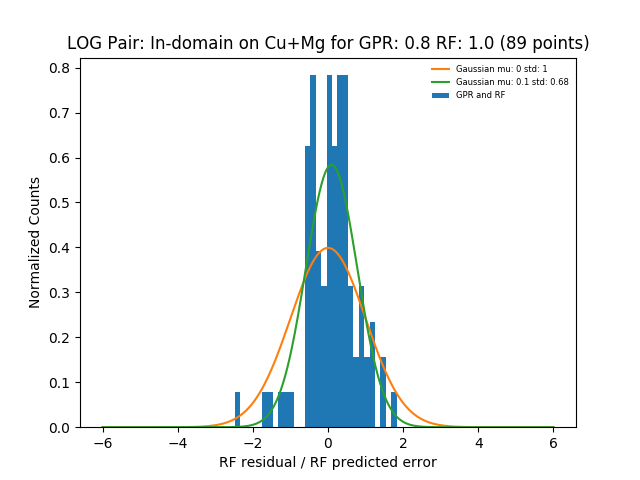 LOG Pair: In-domain on Cu+Mg for GPR: 0.8 RF: 1.0 (89 points)
Gaussian mu: 0 std: 1
Gaussian mu: 0.1 std: 0.68
GPR and RF
Normalized Counts
0.8
0.7
0.6
0.5
0.4
0.3
0.2
0.1
0.0
−6 −4 −2 0 2 4 6
RF residual / RF predicted error